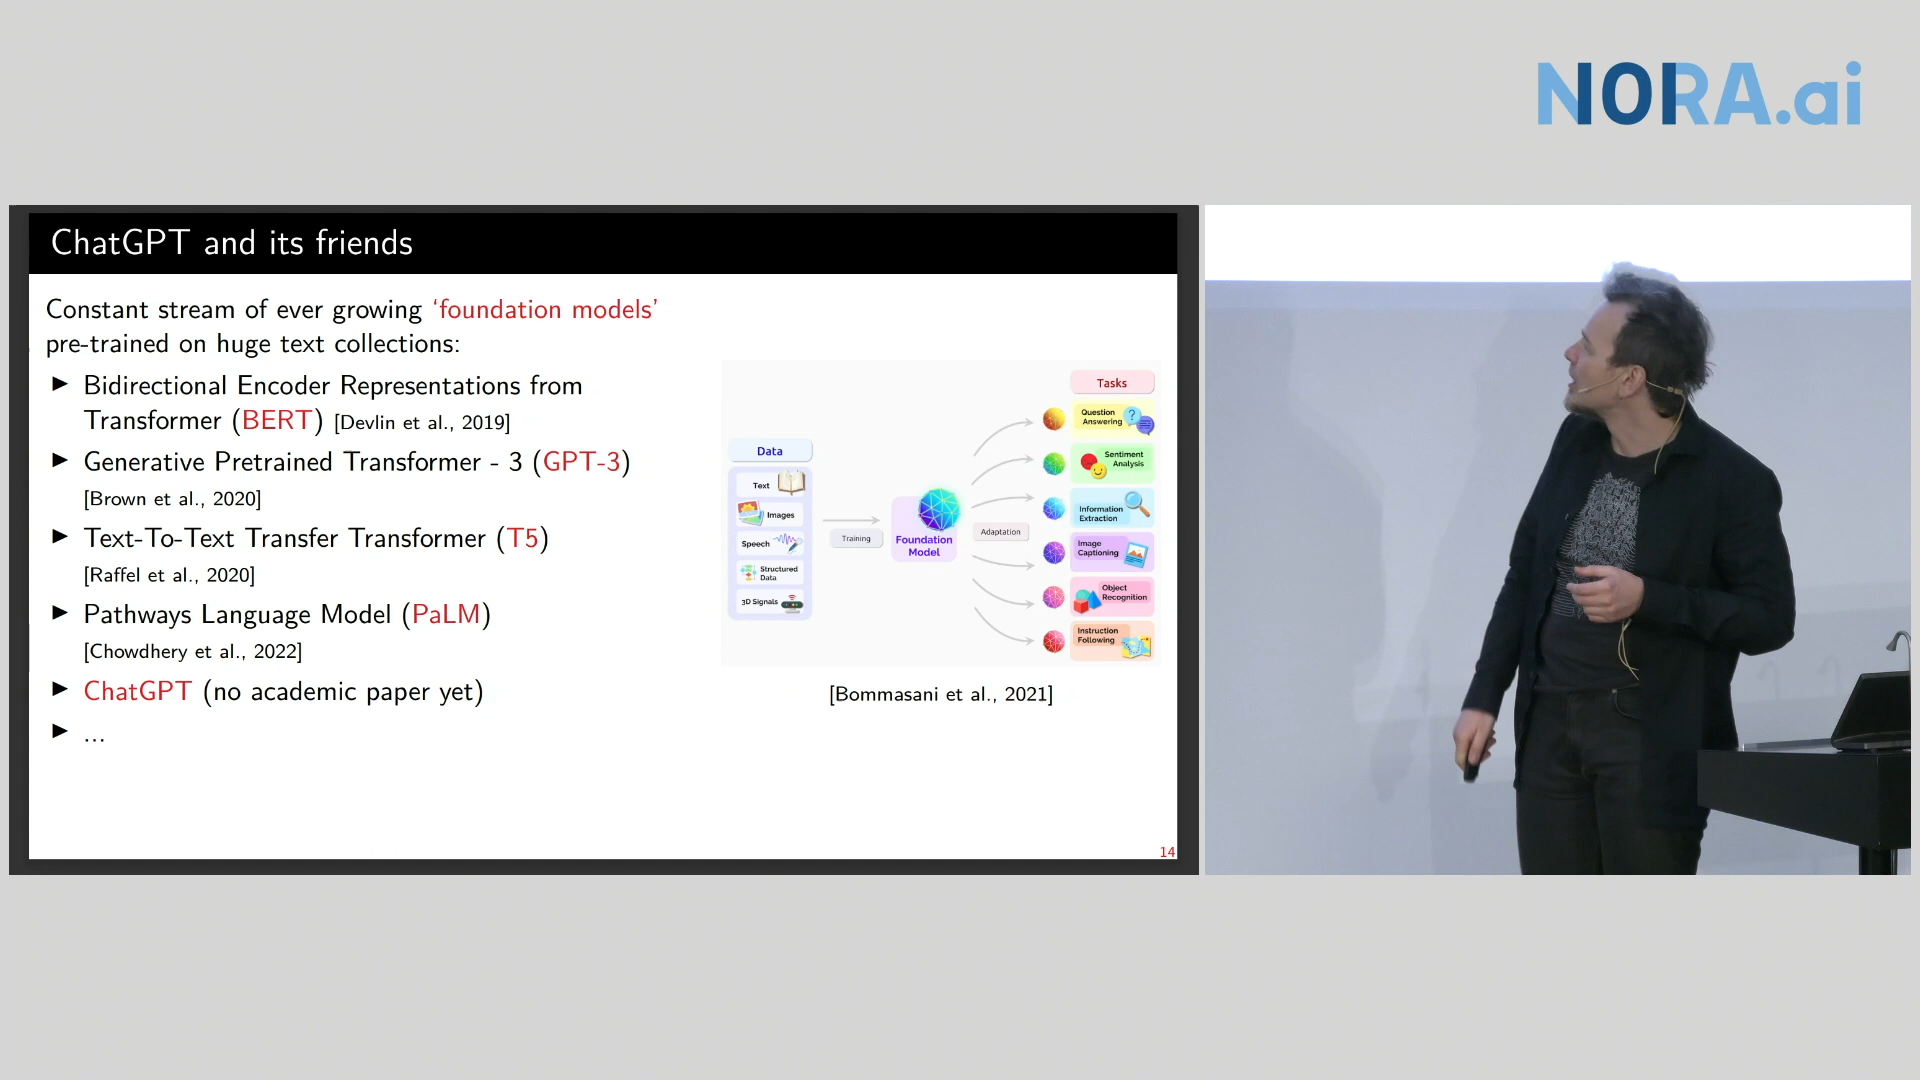 NORA.ai
ChatGPT and its friends
Constant stream of ever growing ‘foundation models’
pre-trained on huge text collections:
▶ Bidirectional Encoder Representations from
Transformer (BERT) [Devlin et al., 2019]
▶ Generative Pretrained Transformer - 3 (GPT-3)
[Brown et al., 2020]
▶ Text-To-Text Transfer Transformer (T5)
[Raffel et al., 2020]
▶ Pathways Language Model (PaLM)
[Chowdhery et al., 2022]
▶ ChatGPT (no academic paper yet)
▶ ...
Data
Text
Images
Speech
Structured
Data
3D Signals
Training
Foundation
Model
Adaptation
Tasks
Question
Answering
Sentiment
Analysis
Information
Extraction
Image
Captioning
Object
Recognition
Instruction
Following
[Bommasani et al., 2021]
14